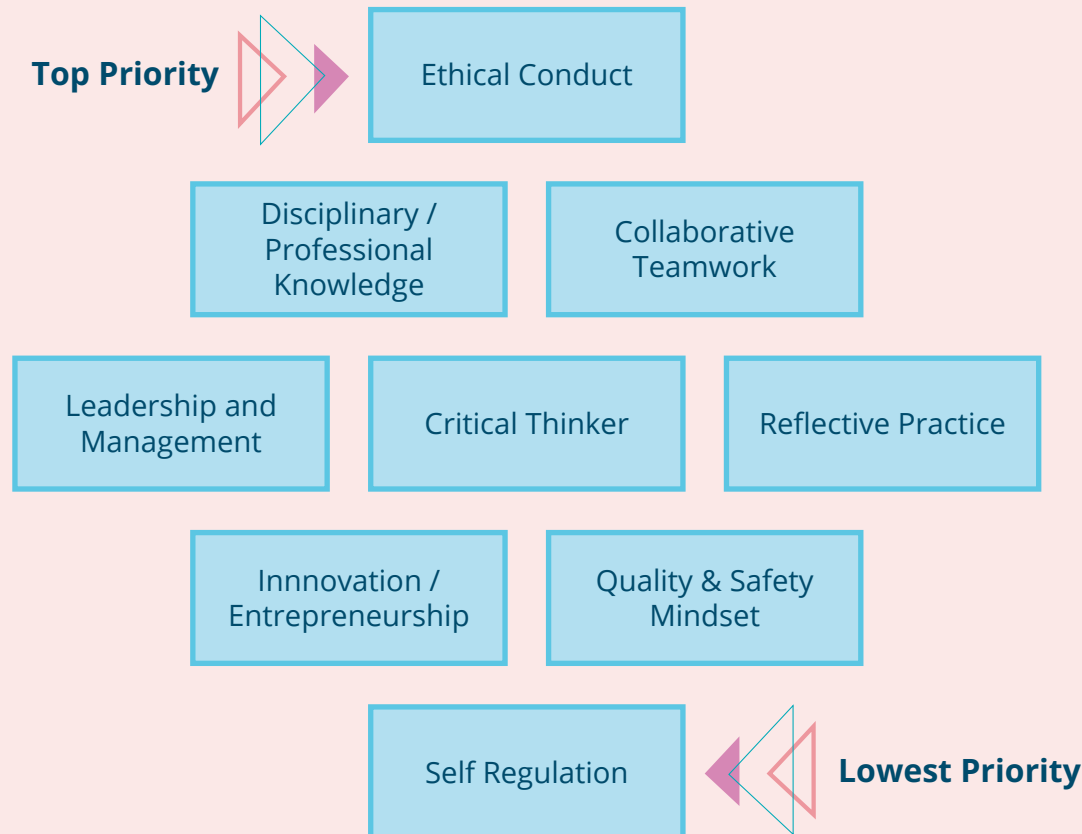 Top Priority
Ethical Conduct
Disciplinary /
Professional
Knowledge
Collaborative
Teamwork
Leadership and
Management
Critical Thinker
Reflective Practice
Innnovation /
Entrepreneurship
Quality & Safety
Mindset
Self Regulation
Lowest Priority